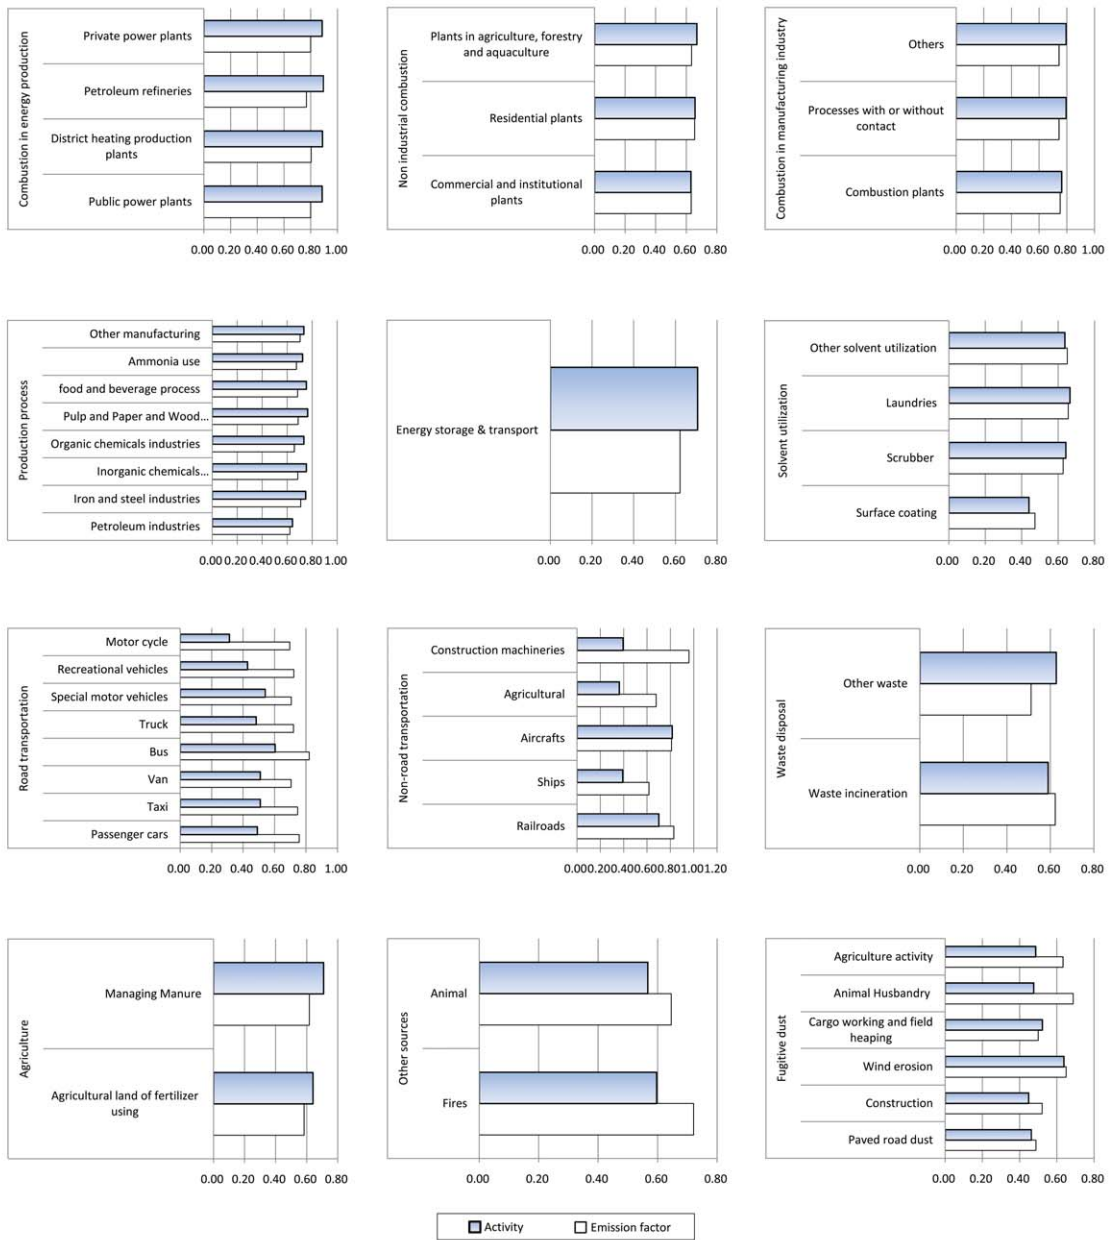 Combustion in energy production
Private power plants
Petroleum refineries
District heating production
plants
Public power plants
0.00 0.20 0.40 0.60 0.80 1.00
Non industrial combustion
Plants in agriculture, forestry
and aquaculture
Residential plants
Commercial and institutional
plants
0.00 0.20 0.40 0.60 0.80
Combustion in manufacturing industry
Others
Processes with or without
contact
Combustion plants
0.00 0.20 0.40 0.60 0.80 1.00
Production process
Other manufacturing
Ammonia use
food and beverage process
Pulp and Paper and Wood...
Organic chemicals industries
Inorganic chemicals...
Iron and steel industries
Petroleum industries
0.00 0.20 0.40 0.60 0.80 1.00
Energy storage & transport
0.00 0.20 0.40 0.60 0.80
Solvent utilization
Other solvent utilization
Laundries
Scrubber
Surface coating
0.00 0.20 0.40 0.60 0.80
Road transportation
Motor cycle
Recreational vehicles
Special motor vehicles
Truck
Bus
Van
Taxi
Passenger cars
0.00 0.20 0.40 0.60 0.80 1.00
Non-road transportation
Construction machineries
Agricultural
Aircrafts
Ships
Railroads
0.00 0.20 0.40 0.60 0.80 1.00 1.20
Waste disposal
Other waste
Waste incineration
0.00 0.20 0.40 0.60 0.80
Agriculture
Managing Manure
Agricultural land of fertilizer
using
0.00 0.20 0.40 0.60 0.80
Other sources
Animal
Fires
0.00 0.20 0.40 0.60 0.80
Fugitive dust
Agriculture activity
Animal Husbandry
Cargo working and field
heaping
Wind erosion
Construction
Paved road dust
0.00 0.20 0.40 0.60 0.80
Activity
Emission factor